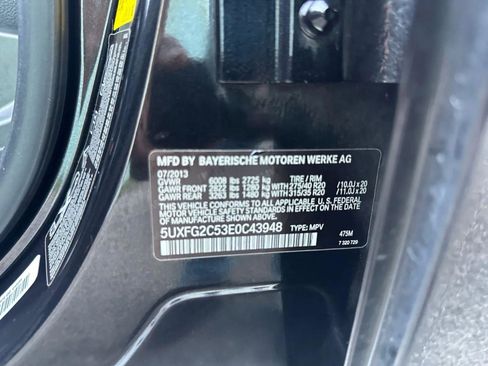 MFD BY BAYERISCHE MOTOREN WERKE AG
07/2013
GVWR 6008 lbs 2725 kg TIRE / RIM
GAWR FRONT 2822 lbs 1280 kg WITH 275/40 R20 /10.0J x 20
GAWR REAR 3263 lbs 1480 kg WITH 315/35 R20 /11.0J x 20
THIS VEHICLE CONFORMS TO ALL APPLICABLE U.S. FEDERAL
MOTOR VEHICLE SAFETY STANDARDS IN EFFECT ON THE DATE
OF MANUFACTURE SHOWN ABOVE.
5UXFG2C53E0C43948 TYPE: MPV 475M
7 320 729